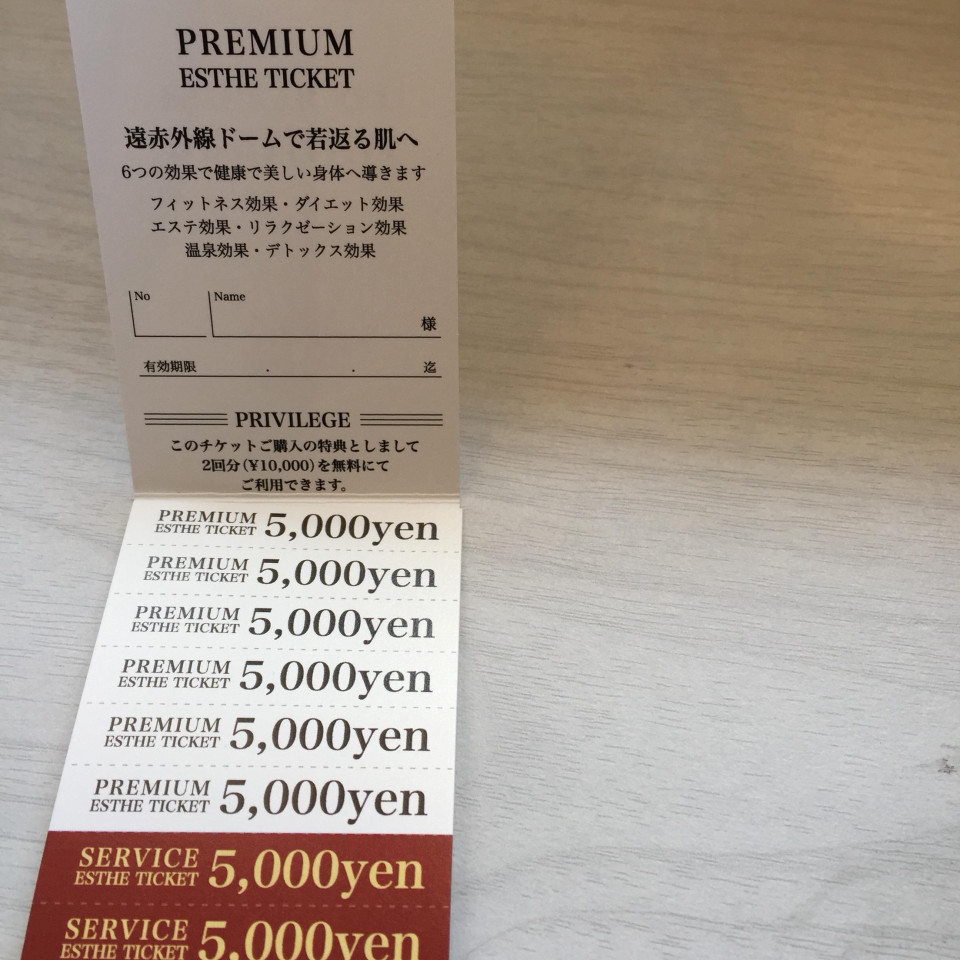 PREMIUM
ESTHE TICKET
遠赤外線ドームで若返る肌へ
6つの効果で健康で美しい身体へ導きます
フィットネス効果・ダイエット効果
エステ効果・リラクゼーション効果
温泉効果・デトックス効果
No
Name
様
有効期限 . . 迄
PRIVILEGE
このチケットご購入の特典としまして
2回分(¥10,000)を無料にて
ご利用できます。
PREMIUM
ESTHE TICKET 5,000yen
PREMIUM
ESTHE TICKET 5,000yen
PREMIUM
ESTHE TICKET 5,000yen
PREMIUM
ESTHE TICKET 5,000yen
PREMIUM
ESTHE TICKET 5,000yen
PREMIUM
ESTHE TICKET 5,000yen
SERVICE
ESTHE TICKET 5,000yen
SERVICE
ESTHE TICKET 5,000yen